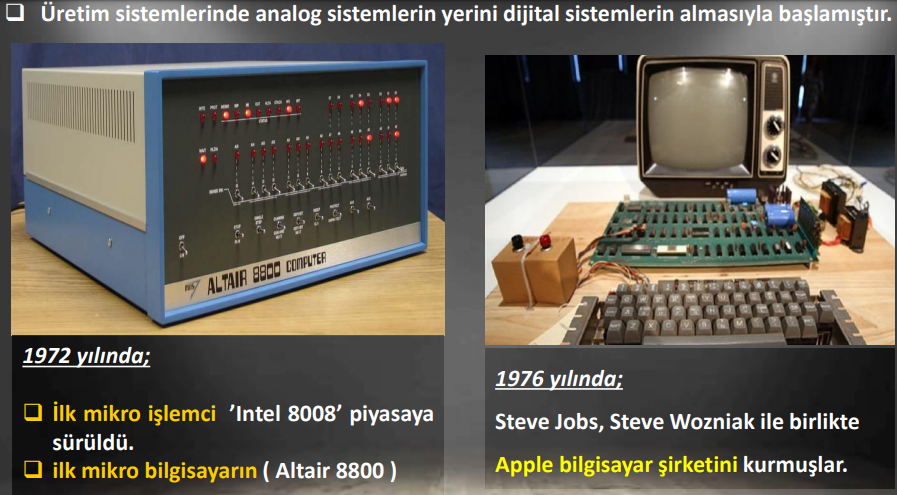 Üretim sistemlerinde analog sistemlerin yerini dijital sistemlerin almasıyla başlamıştır.
ALTAIR 8800 COMPUTER
1972 yılında;
İlk mikro işlemci ’Intel 8008’ piyasaya
sürüldü.
ilk mikro bilgisayarın ( Altair 8800 )
1976 yılında;
Steve Jobs, Steve Wozniak ile birlikte
Apple bilgisayar şirketini kurmuşlar.